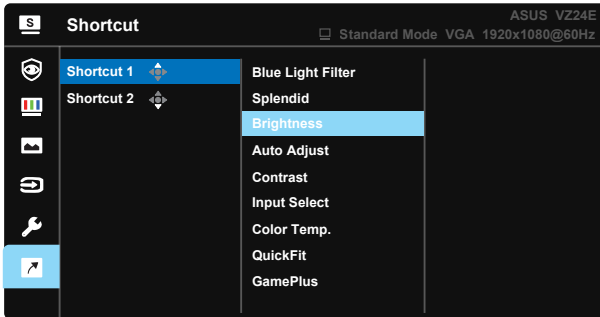 S Shortcut
ASUS VZ24E
Standard Mode VGA 1920x1080@60Hz
Shortcut 1
Shortcut 2
Blue Light Filter
Splendid
Brightness
Auto Adjust
Contrast
Input Select
Color Temp.
QuickFit
GamePlus